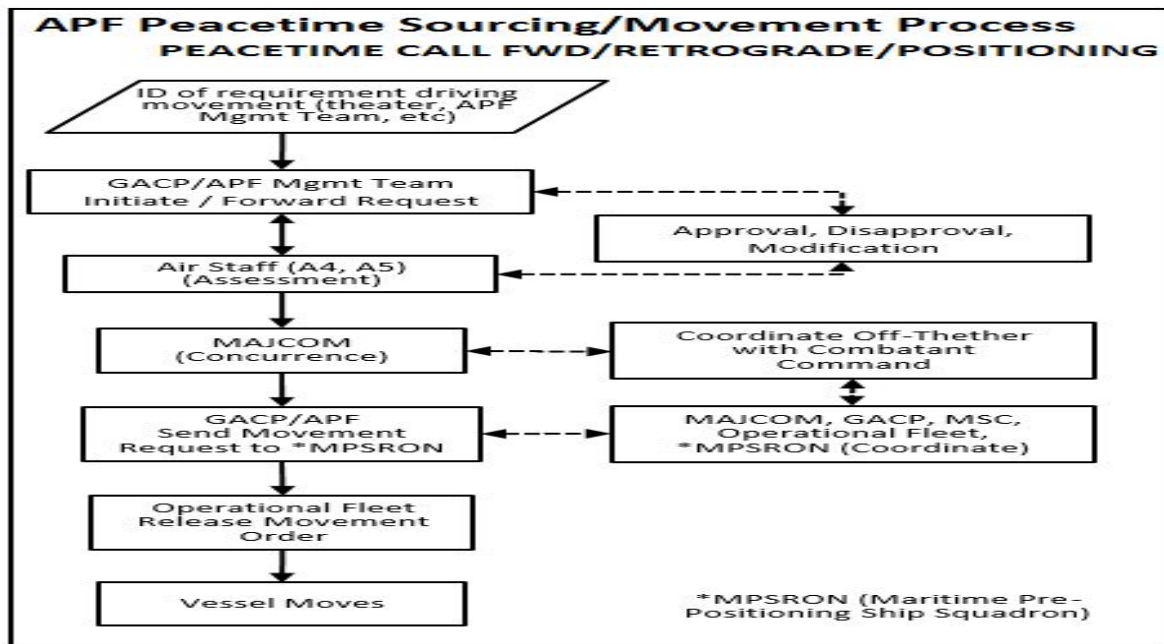 APF Peacetime Sourcing/Movement Process
PEACETIME CALL FWD/RETROGRADE/POSITIONING
ID of requirement driving
movement (theater, APF
Mgmt Team, etc)
GACP/APF Mgmt Team
Initiate / Forward Request
Approval, Disapproval,
Modification
Air Staff (A4, A5)
(Assessment)
MAJCOM
(Concurrence)
Coordinate Off-Thether
with Combatant
Command
GACP/APF
Send Movement
Request to *MPSRON
MAJCOM, GACP, MSC,
Operational Fleet,
*MPSRON (Coordinate)
Operational Fleet
Release Movement
Order
Vessel Moves
*MPSRON (Maritime Pre-
Positioning Ship Squadron)